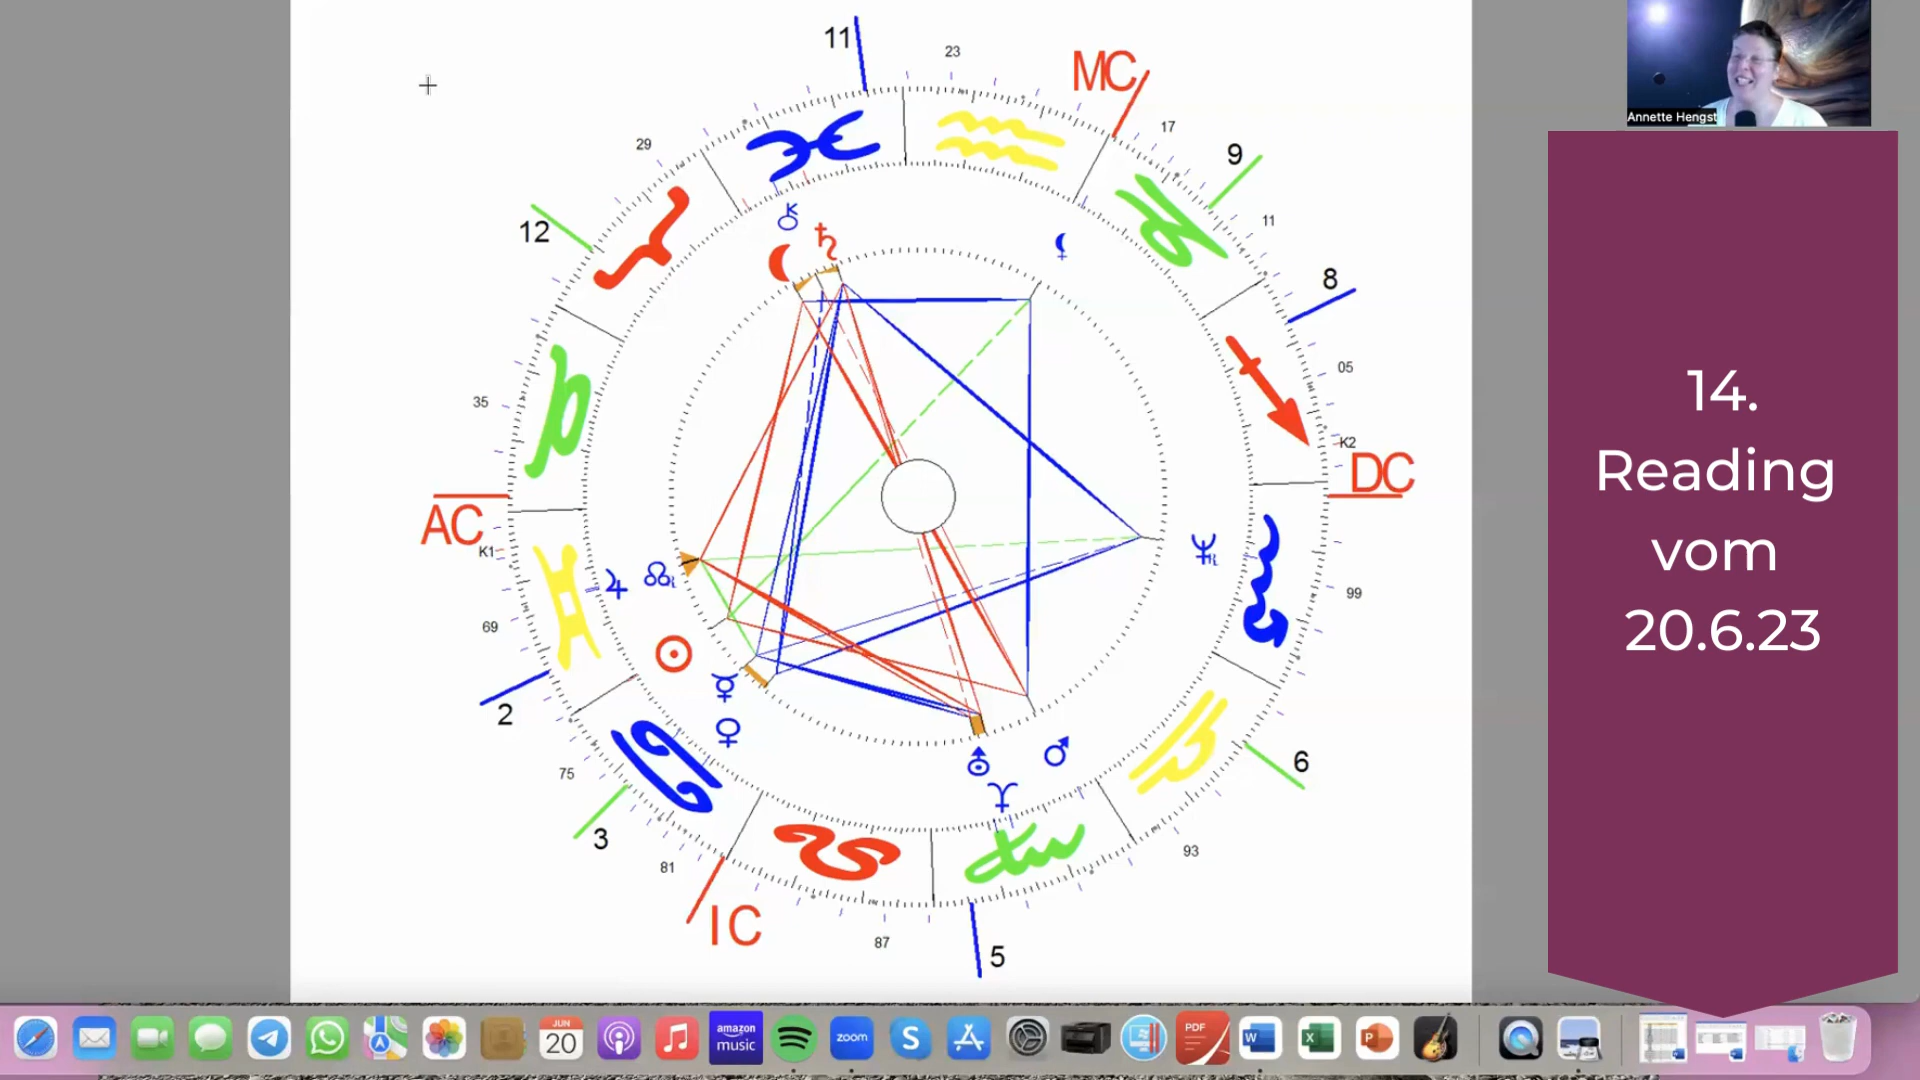 11
23
MC
17
9
11
8
05
K2
DC
99
6
93
5
87
IC
81
3
75
2
69
K1
AC
35
12
29
Annette Hengst
14.
Reading
vom
20.6.23
JUN
20
amazon
music
zoom
PDF